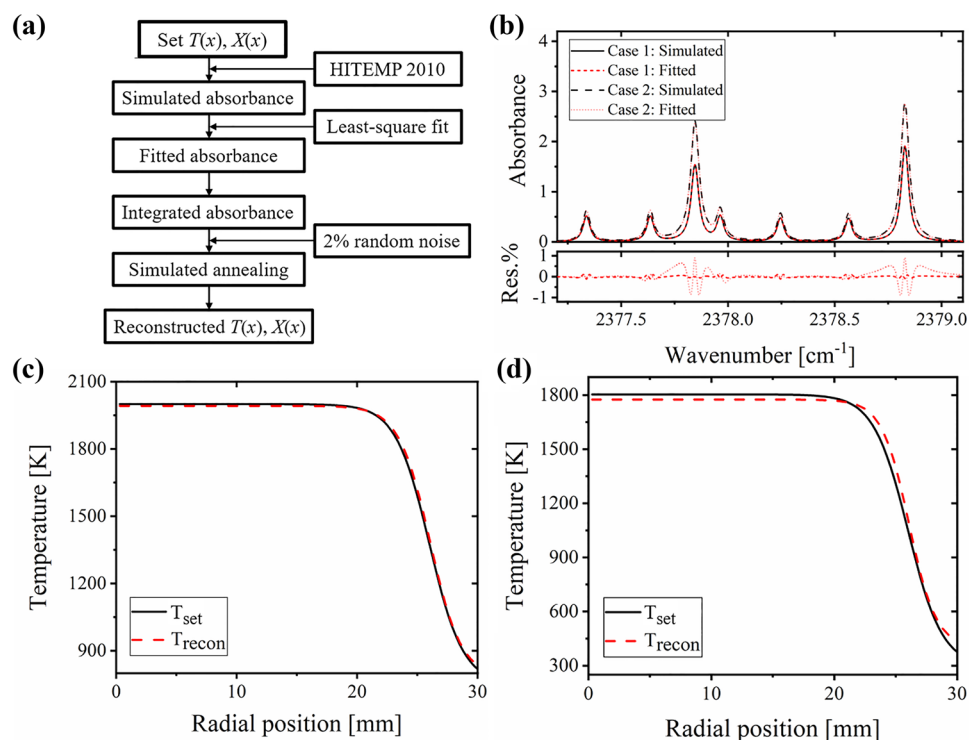 (a)
Set T(x), X(x)
HITEMP 2010
Simulated absorbance
Least-square fit
Fitted absorbance
Integrated absorbance
2% random noise
Simulated annealing
Reconstructed T(x), X(x)
(b)
Case 1: Simulated
Case 1: Fitted
Case 2: Simulated
Case 2: Fitted
Absorbance
4
3
2
1
0
Res.%
1
0
-1
2377.5 2378.0 2378.5 2379.0
Wavenumber [cm⁻¹]
(c)
Temperature [K]
2100
1800
1500
1200
900
T_set
T_recon
0 10 20 30
Radial position [mm]
(d)
Temperature [K]
1800
1500
1200
900
600
300
T_set
T_recon
0 10 20 30
Radial position [mm]